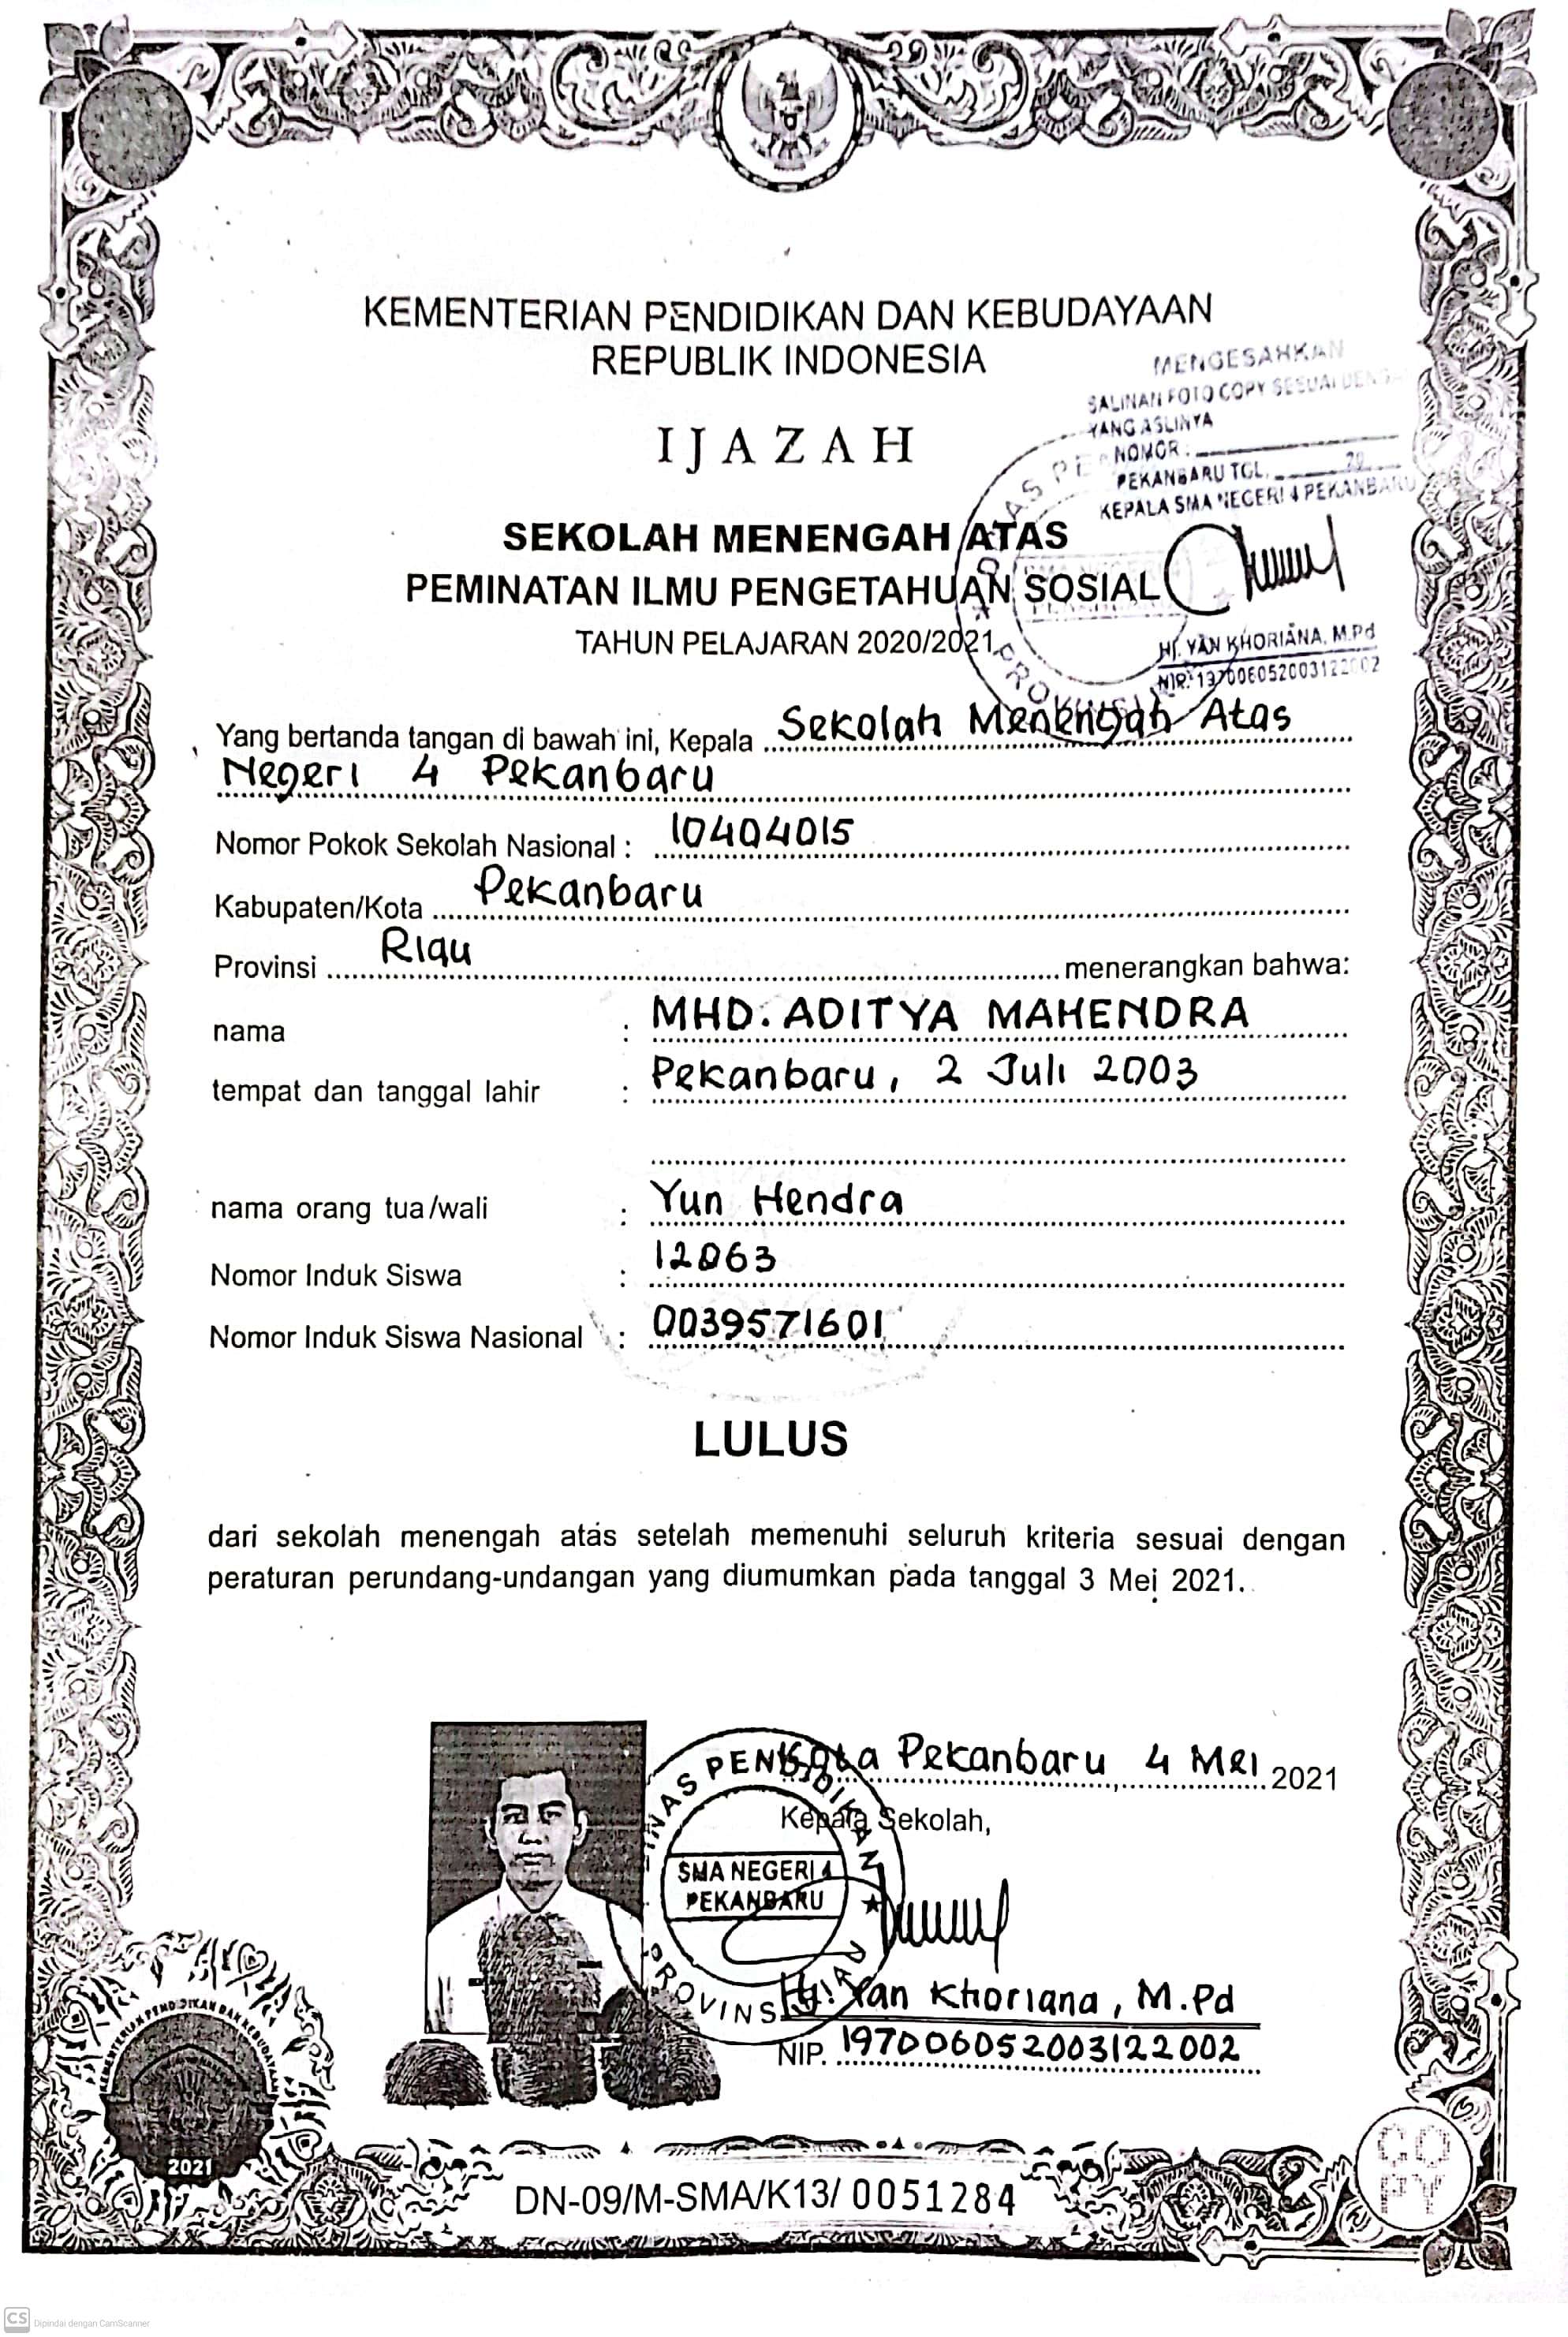 KEMENTERIAN PENDIDIKAN DAN KEBUDAYAAN
REPUBLIK INDONESIA
IJAZAH
MENGESAHKAN
SALINAN FOTO COPY SESUAI DENGA
YANG ASLINYA
NOMOR :
PEKANBARU TGL. 20
KEPALA SMA NEGERI 4 PEKANBARU
SEKOLAH MENENGAH ATAS
PEMINATAN ILMU PENGETAHUAN SOSIAL
TAHUN PELAJARAN 2020/2021
Hj. YAN KHORIANA, M.Pd
NIP. 197006052003122002
Yang bertanda tangan di bawah ini, Kepala Sekolah Menengah Atas
Negeri 4 Pekanbaru
Nomor Pokok Sekolah Nasional : 10404015
Kabupaten/Kota Pekanbaru
Provinsi Riau menerangkan bahwa:
nama : MHD. ADITYA MAHENDRA
tempat dan tanggal lahir : Pekanbaru, 2 Juli 2003
nama orang tua/wali : Yun Hendra
Nomor Induk Siswa : 12063
Nomor Induk Siswa Nasional : 0039571601
LULUS
dari sekolah menengah atas setelah memenuhi seluruh kriteria sesuai dengan
peraturan perundang-undangan yang diumumkan pada tanggal 3 Mei 2021.
Kota Pekanbaru, 4 Mei 2021
Kepala Sekolah,
DINAS PENDIDIKAN
SMA NEGERI 4
PEKANBARU
PROVINSI RIAU
Hj. Yan Khoriana, M.Pd
NIP. 197006052003122002
KEMENTERIAN PENDIDIKAN DAN KEBUDAYAAN
2021
DN-09/M-SMA/K13/ 0051284
COPY
CS Dipindai dengan CamScanner